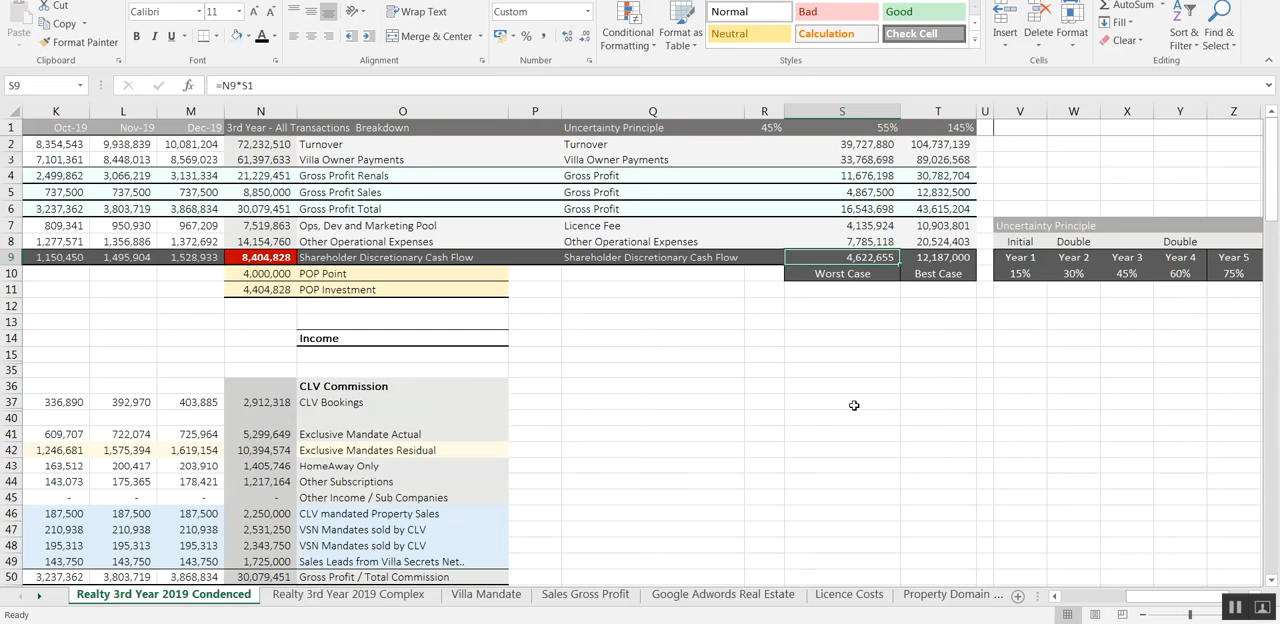 Cut
Copy
Paste
Format Painter
Clipboard
Calibri 11 A A
B I U A
Font
Wrap Text
Merge & Center
Alignment
Custom
% ,
Number
Conditional Formatting
Format as Table
Normal Bad Good
Neutral Calculation Check Cell
Styles
Insert Delete Format
Cells
AutoSum
Fill
Clear
Sort & Filter
Find & Select
Editing
S9 fx =N9*S1
K L M N O P Q R S T U V W X Y Z
1 Oct-19 Nov-19 Dec-19 3rd Year - All Transactions Breakdown Uncertainty Principle 45% 55% 145%
2 8,354,543 9,938,839 10,081,204 72,232,510 Turnover Turnover 39,727,880 104,737,139
3 7,101,361 8,448,013 8,569,023 61,397,633 Villa Owner Payments Villa Owner Payments 33,768,698 89,026,568
4 2,499,862 3,066,219 3,131,334 21,229,451 Gross Profit Renals Gross Profit 11,676,198 30,782,704
5 737,500 737,500 737,500 8,850,000 Gross Profit Sales Gross Profit 4,867,500 12,832,500
6 3,237,362 3,803,719 3,868,834 30,079,451 Gross Profit Total Gross Profit 16,543,698 43,615,204
7 809,341 950,930 967,209 7,519,863 Ops, Dev and Marketing Pool Licence Fee 4,135,924 10,903,801 Uncertainty Principle
8 1,277,571 1,356,886 1,372,692 14,154,760 Other Operational Expenses Other Operational Expenses 7,785,118 20,524,403 Initial Double Double
9 1,150,450 1,495,904 1,528,933 8,404,828 Shareholder Discretionary Cash Flow Shareholder Discretionary Cash Flow 4,622,655 12,187,000 Year 1 Year 2 Year 3 Year 4 Year 5
10 4,000,000 POP Point Worst Case Best Case 15% 30% 45% 60% 75%
11 4,404,828 POP Investment
12
13
14 Income
15
35
36 CLV Commission
37 336,890 392,970 403,885 2,912,318 CLV Bookings
40
41 609,707 722,074 725,964 5,299,649 Exclusive Mandate Actual
42 1,246,681 1,575,394 1,619,154 10,394,574 Exclusive Mandates Residual
43 163,512 200,417 203,910 1,405,746 HomeAway Only
44 143,073 175,365 178,421 1,217,164 Other Subscriptions
45 - - - - Other Income / Sub Companies
46 187,500 187,500 187,500 2,250,000 CLV mandated Property Sales
47 210,938 210,938 210,938 2,531,250 VSN Mandates sold by CLV
48 195,313 195,313 195,313 2,343,750 VSN Mandates sold by CLV
49 143,750 143,750 143,750 1,725,000 Sales Leads from Villa Secrets Net..
50 3,237,362 3,803,719 3,868,834 30,079,451 Gross Profit / Total Commission
Realty 3rd Year 2019 Condenced Realty 3rd Year 2019 Complex Villa Mandate Sales Gross Profit Google Adwords Real Estate Licence Costs Property Domain ...
Ready